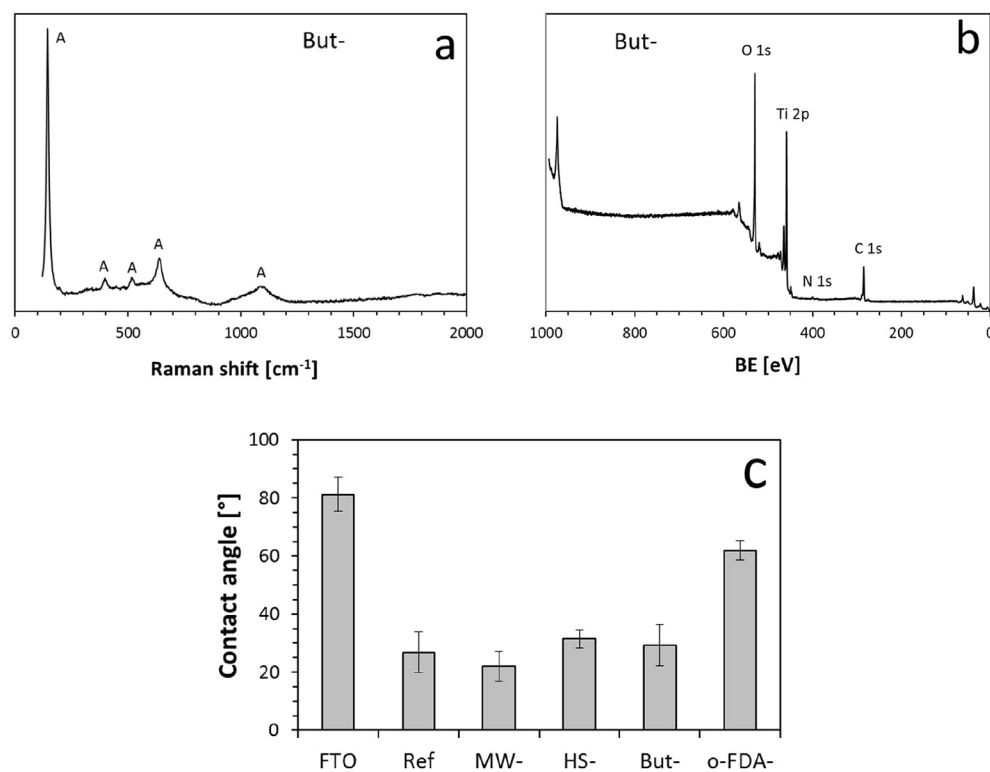 But-
a
A
A
A
A
A
0
500
1000
1500
2000
Raman shift [cm⁻¹]
But-
b
O 1s
Ti 2p
N 1s
C 1s
1000
800
600
400
200
0
BE [eV]
c
100
80
60
40
20
0
Contact angle [°]
FTO Ref MW- HS- But- o-FDA-